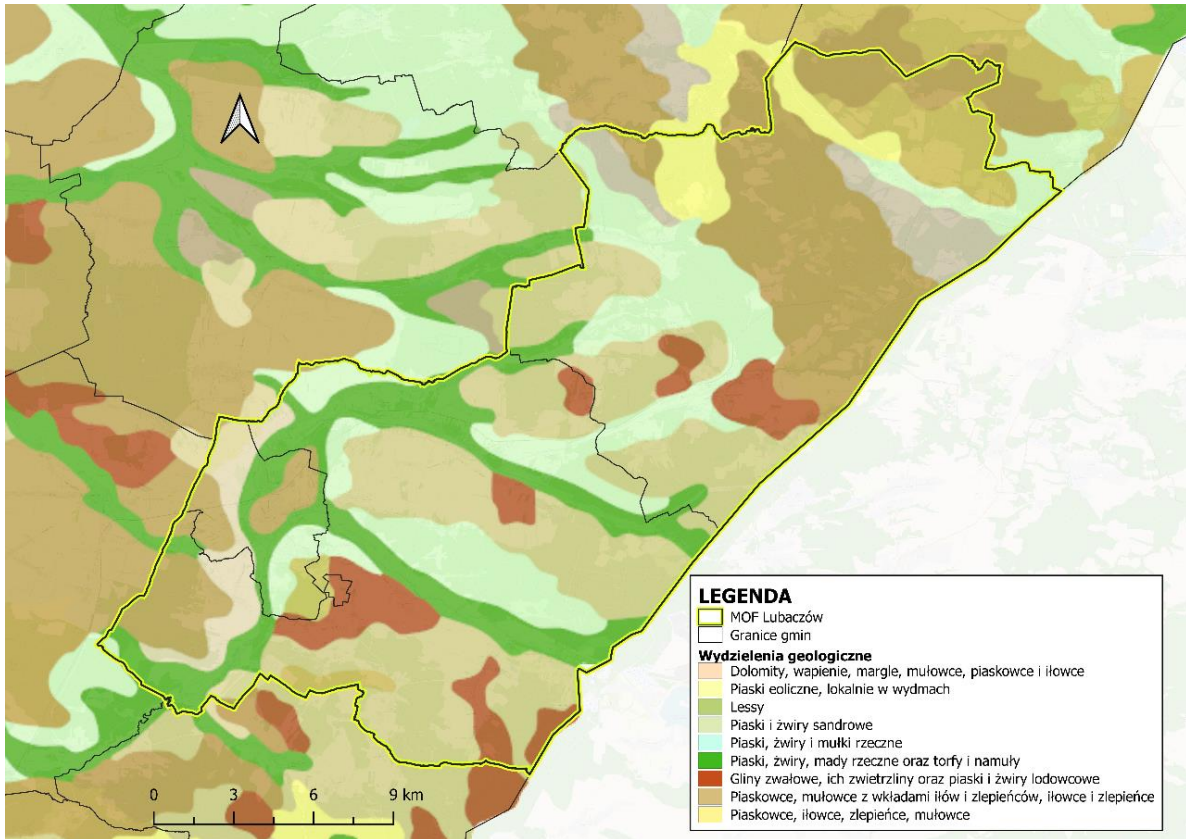 LEGENDA
MOF Lubaczów
Granice gmin
Wydzielenia geologiczne
Dolomity, wapienie, margle, mułowce, piaskowce i iłowce
Piaski eoliczne, lokalnie w wydmach
Lessy
Piaski i żwiry sandrowe
Piaski, żwiry i mułki rzeczne
Piaski, żwiry, mady rzeczne oraz torfy i namuły
Gliny zwałowe, ich zwietrzliny oraz piaski i żwiry lodowcowe
Piaskowce, mułowce z wkładami iłów i zlepieńców, iłowce i zlepieńce
Piaskowce, iłowce, zlepieńce, mułowce
0 3 6 9 km